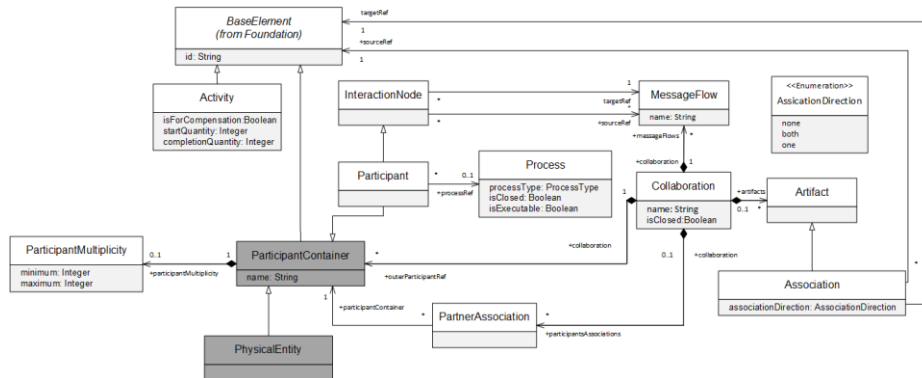 BaseElement
(from Foundation)
id: String
targetRef
1
+sourceRef
1
Activity
isForCompensation:Boolean
startQuantity: Integer
completionQuantity: Integer
InteractionNode
*
1
targetRef
*
*
+sourceRef
MessageFlow
name: String
+messageFlows
*
<<Enumeration>>
AssicationDirection
none
both
one
Participant
*
+processRef
0..1
Process
processType: ProcessType
isClosed: Boolean
isExecutable: Boolean
+collaboration
1
1
Collaboration
name: String
isClosed:Boolean
+artifacts
0..1
*
Artifact
ParticipantMultiplicity
minimum: Integer
maximum: Integer
0..1
1
+participantMultiplicity
ParticipantContainer
name: String
*
+outerParticipantRef
+collaboration
0..1
+collaboration
*
Association
associationDirection: AssociationDirection
*
1
+participantContainer
*
PartnerAssociation
*
+participantsAssociations
PhysicalEntity